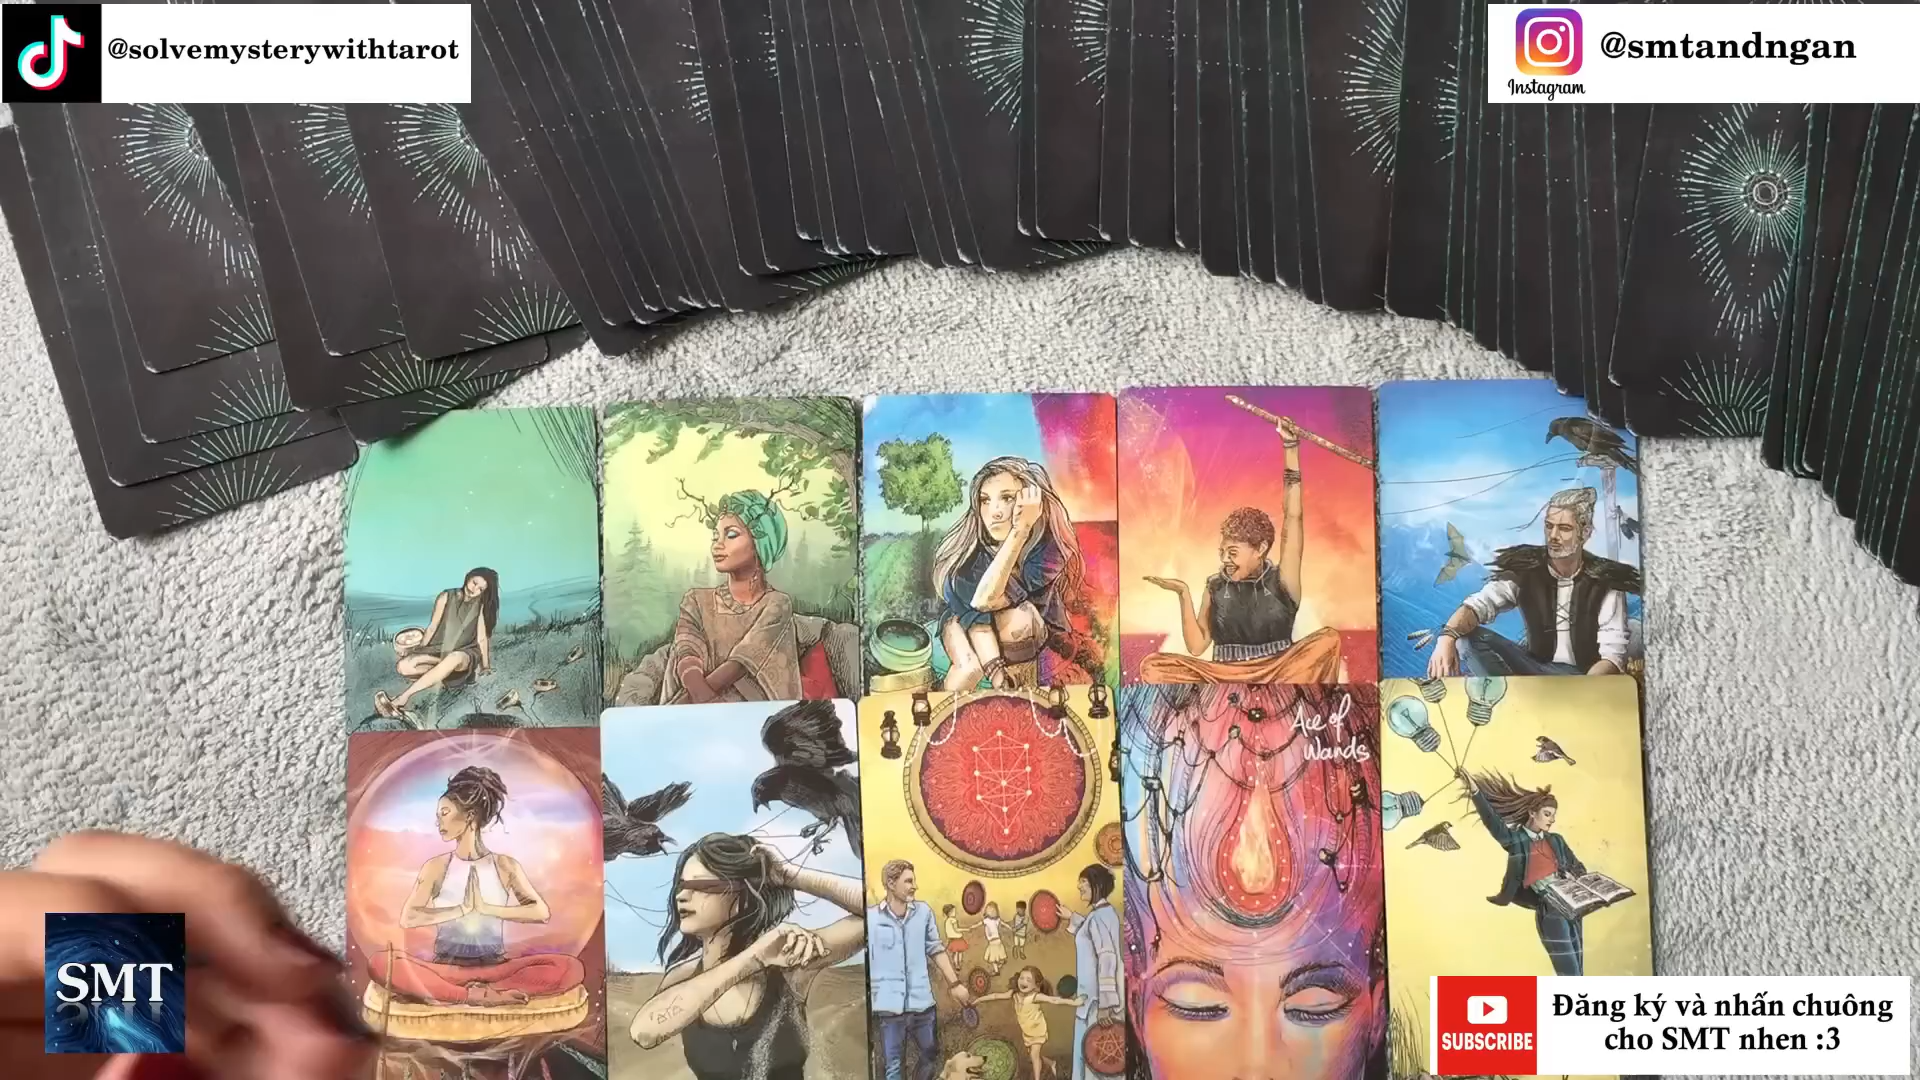 @solvemysterywithtarot
@smtandngan
Instagram
Ace of
Wands
SMT
SUBSCRIBE
Đăng ký và nhấn chuông
cho SMT nhen :3